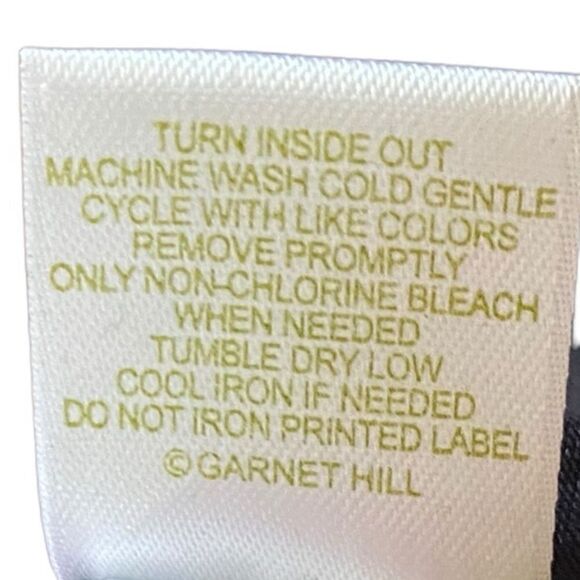 TURN INSIDE OUT
MACHINE WASH COLD GENTLE
CYCLE WITH LIKE COLORS
REMOVE PROMPTLY
ONLY NON-CHLORINE BLEACH
WHEN NEEDED
TUMBLE DRY LOW
COOL IRON IF NEEDED
DO NOT IRON PRINTED LABEL
© GARNET HILL